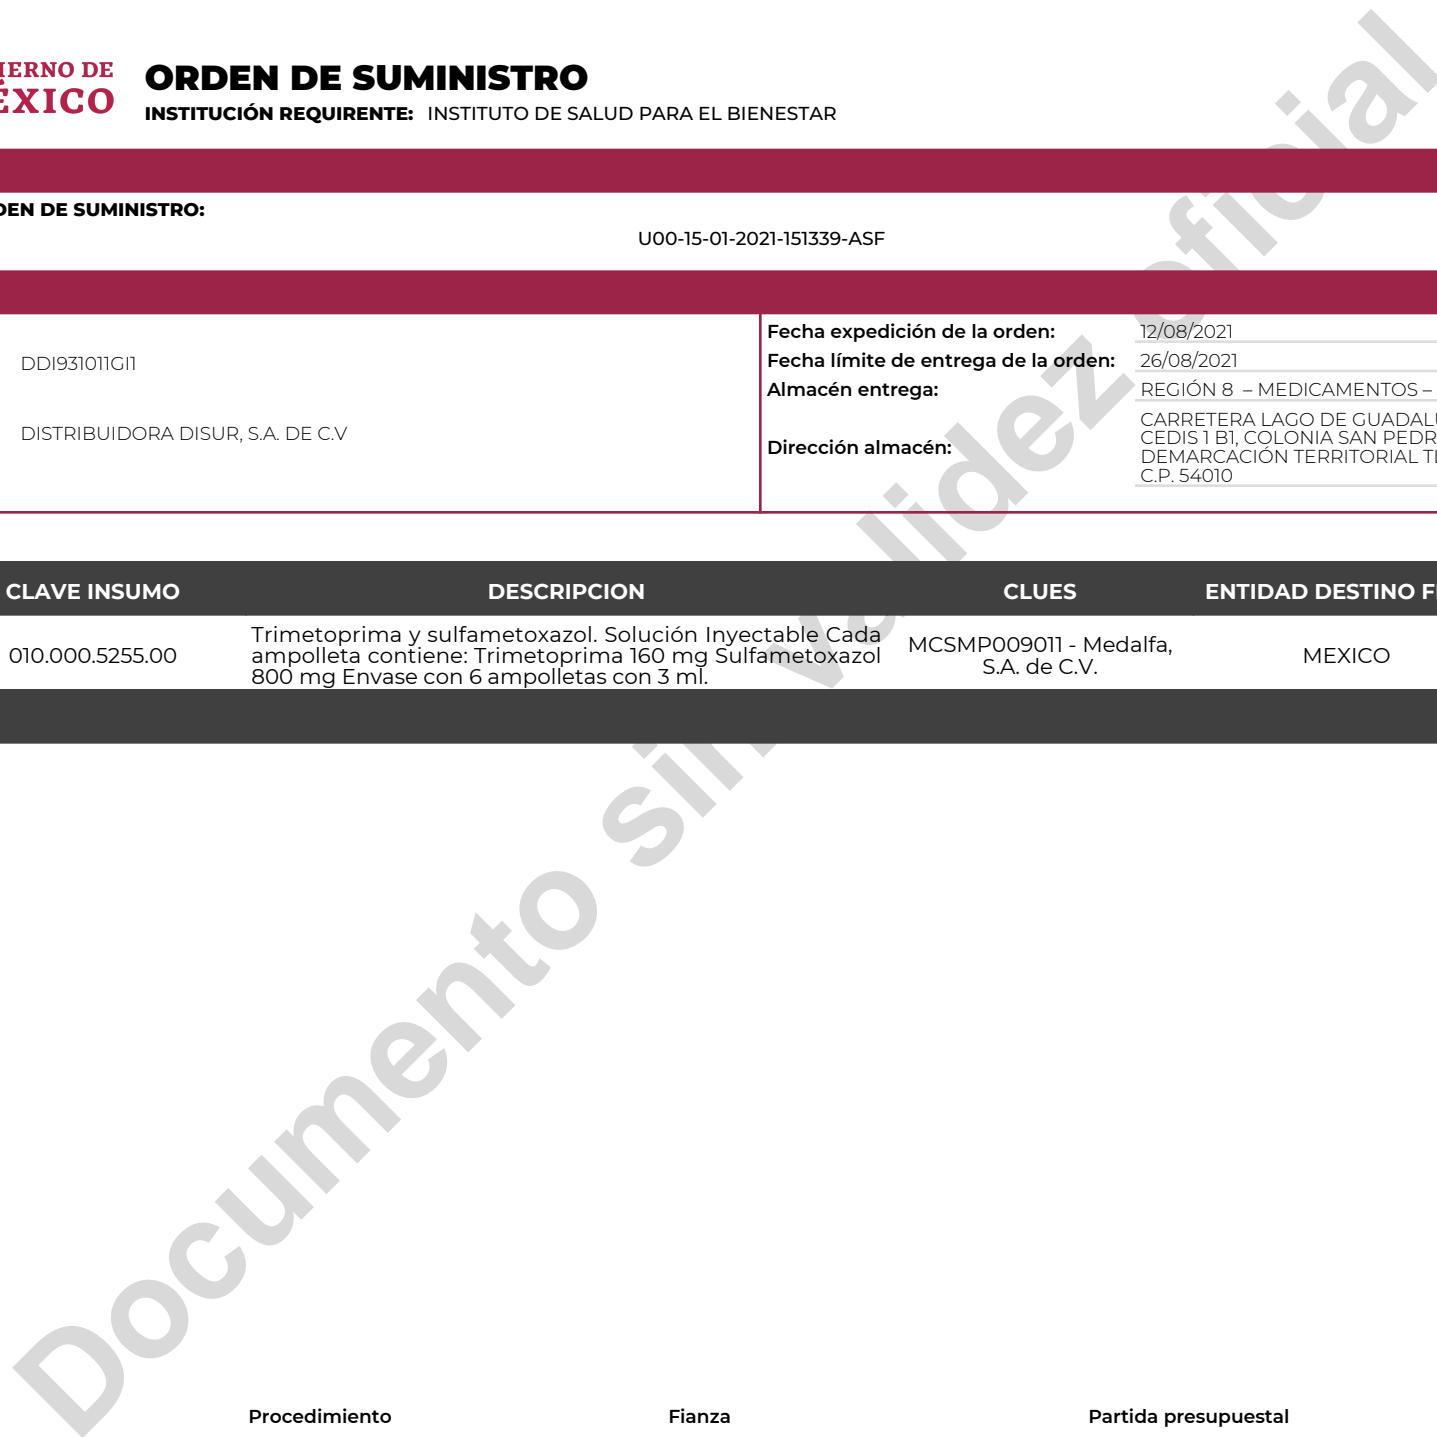 IERNO DE
ÉXICO
ORDEN DE SUMINISTRO
INSTITUCIÓN REQUIRENTE: INSTITUTO DE SALUD PARA EL BIENESTAR
DEN DE SUMINISTRO:
U00-15-01-2021-151339-ASF
DDI931011GI1
DISTRIBUIDORA DISUR, S.A. DE C.V
Fecha expedición de la orden: 12/08/2021
Fecha límite de entrega de la orden: 26/08/2021
Almacén entrega: REGIÓN 8 – MEDICAMENTOS –
Dirección almacén: CARRETERA LAGO DE GUADALU
CEDIS 1 B1, COLONIA SAN PEDR
DEMARCACIÓN TERRITORIAL TL
C.P. 54010
CLAVE INSUMO DESCRIPCION CLUES ENTIDAD DESTINO FI
010.000.5255.00
Trimetoprima y sulfametoxazol. Solución Inyectable Cada
ampolleta contiene: Trimetoprima 160 mg Sulfametoxazol
800 mg Envase con 6 ampolletas con 3 ml.
MCSMP009011 - Medalfa,
S.A. de C.V.
MEXICO
Documento sin validez oficial
Procedimiento Fianza Partida presupuestal